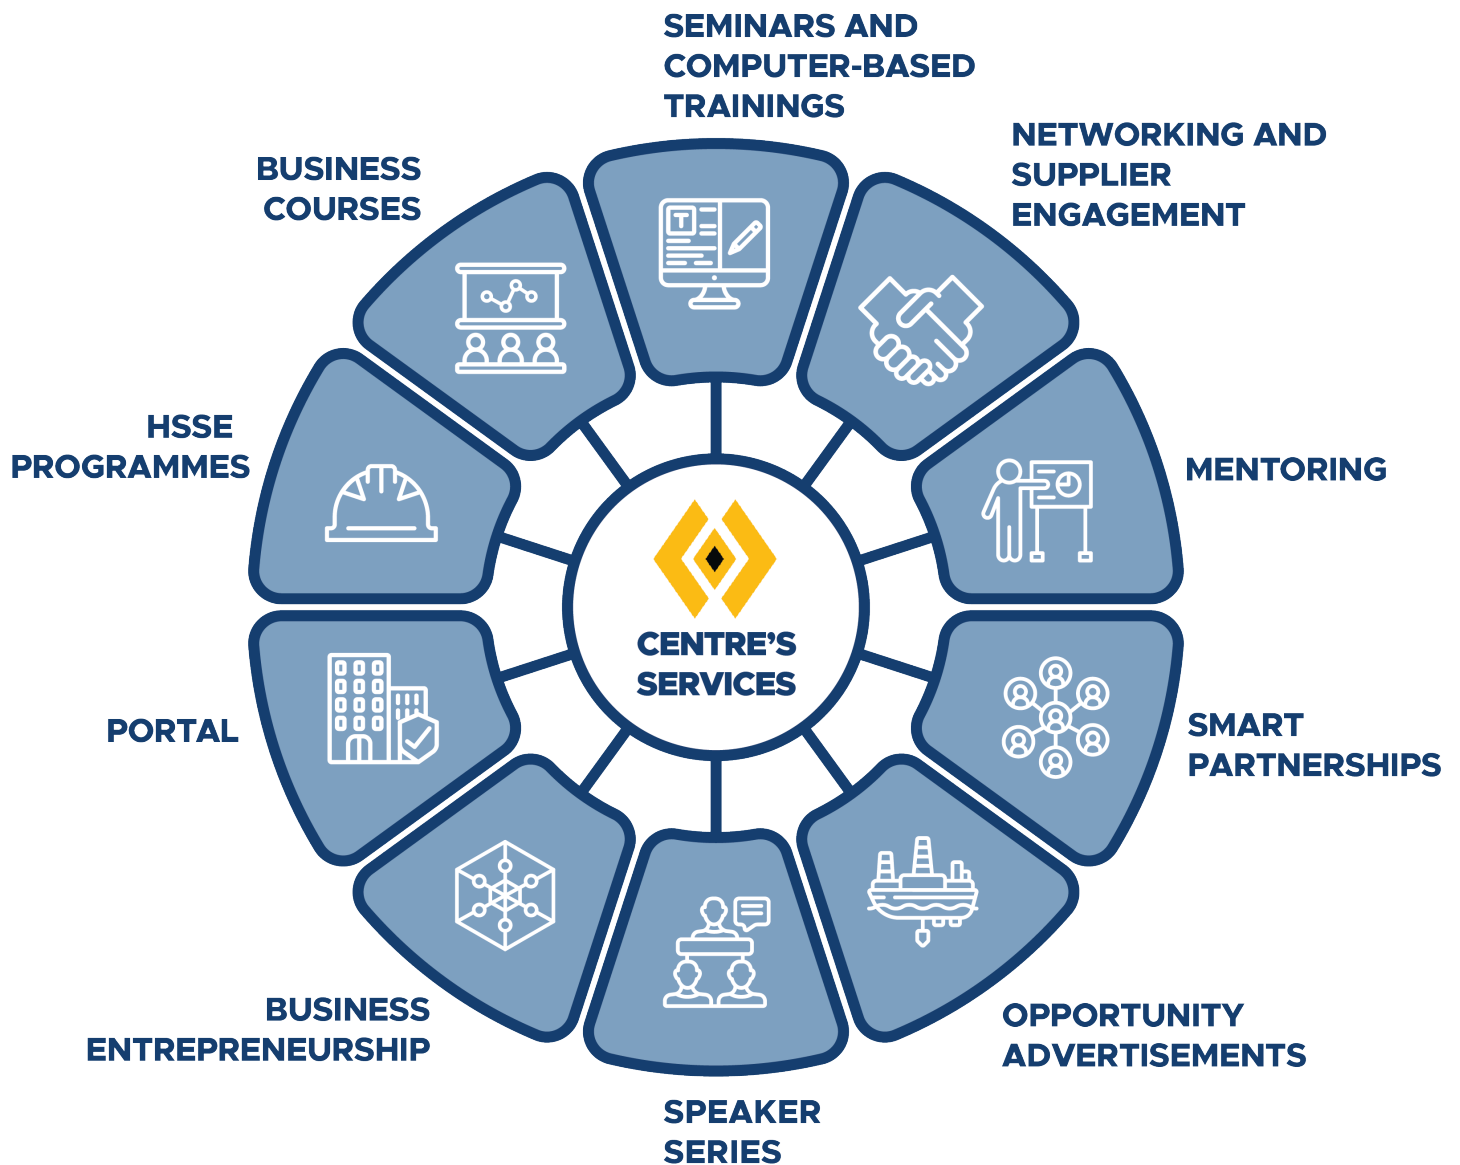 SEMINARS AND
COMPUTER-BASED
TRAININGS
NETWORKING AND
SUPPLIER
ENGAGEMENT
MENTORING
SMART
PARTNERSHIPS
OPPORTUNITY
ADVERTISEMENTS
SPEAKER
SERIES
BUSINESS
ENTREPRENEURSHIP
PORTAL
HSSE
PROGRAMMES
BUSINESS
COURSES
T
CENTRE'S
SERVICES